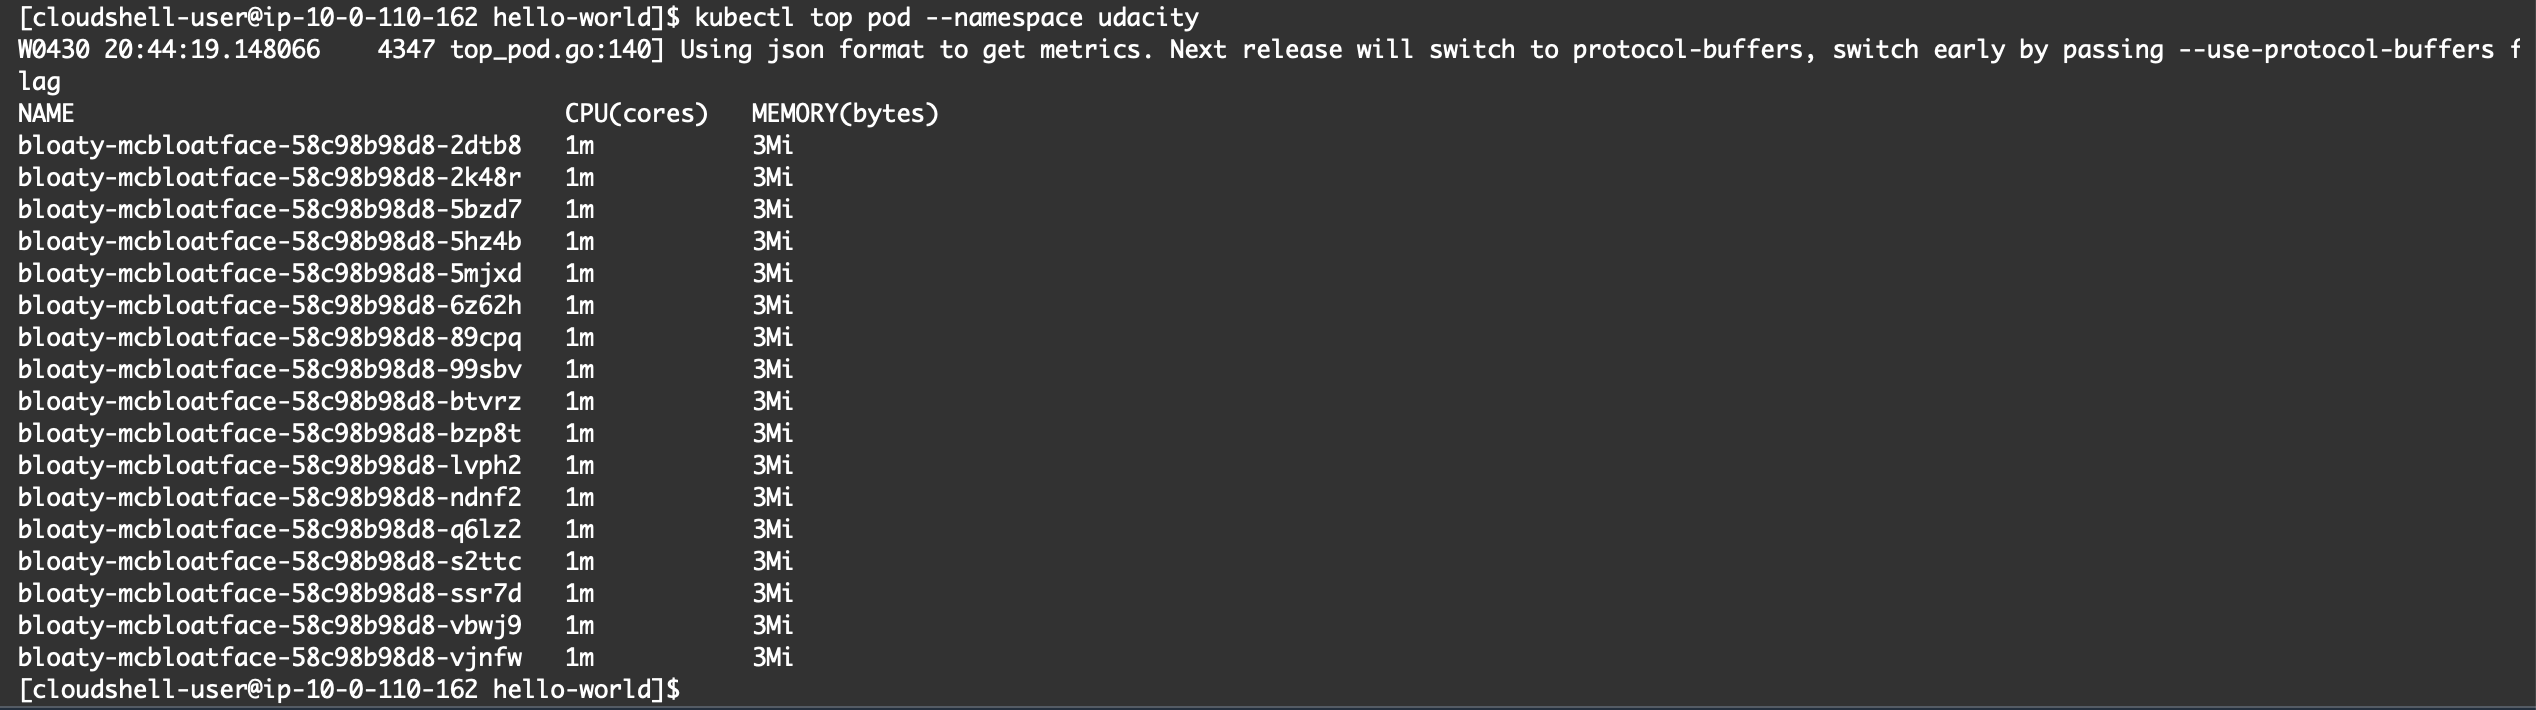 [cloudshell-user@ip-10-0-110-162 hello-world]$ kubectl top pod --namespace udacity
W0430 20:44:19.148066    4347 top_pod.go:140] Using json format to get metrics. Next release will switch to protocol-buffers, switch early by passing --use-protocol-buffers f
lag
NAME                                  CPU(cores)   MEMORY(bytes)
bloaty-mcbloatface-58c98b98d8-2dtb8   1m           3Mi
bloaty-mcbloatface-58c98b98d8-2k48r   1m           3Mi
bloaty-mcbloatface-58c98b98d8-5bzd7   1m           3Mi
bloaty-mcbloatface-58c98b98d8-5hz4b   1m           3Mi
bloaty-mcbloatface-58c98b98d8-5mjxd   1m           3Mi
bloaty-mcbloatface-58c98b98d8-6z62h   1m           3Mi
bloaty-mcbloatface-58c98b98d8-89cpq   1m           3Mi
bloaty-mcbloatface-58c98b98d8-99sbv   1m           3Mi
bloaty-mcbloatface-58c98b98d8-btvrz   1m           3Mi
bloaty-mcbloatface-58c98b98d8-bzp8t   1m           3Mi
bloaty-mcbloatface-58c98b98d8-lvph2   1m           3Mi
bloaty-mcbloatface-58c98b98d8-ndnf2   1m           3Mi
bloaty-mcbloatface-58c98b98d8-q6lz2   1m           3Mi
bloaty-mcbloatface-58c98b98d8-s2ttc   1m           3Mi
bloaty-mcbloatface-58c98b98d8-ssr7d   1m           3Mi
bloaty-mcbloatface-58c98b98d8-vbwj9   1m           3Mi
bloaty-mcbloatface-58c98b98d8-vjnfw   1m           3Mi
[cloudshell-user@ip-10-0-110-162 hello-world]$